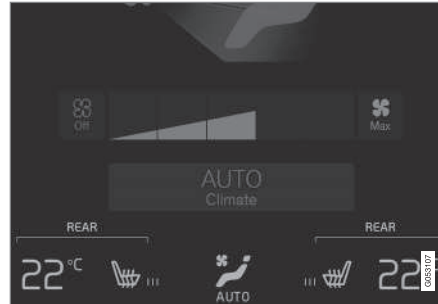 Off
Max
AUTO
Climate
REAR REAR
22°C 22
AUTO
G053107